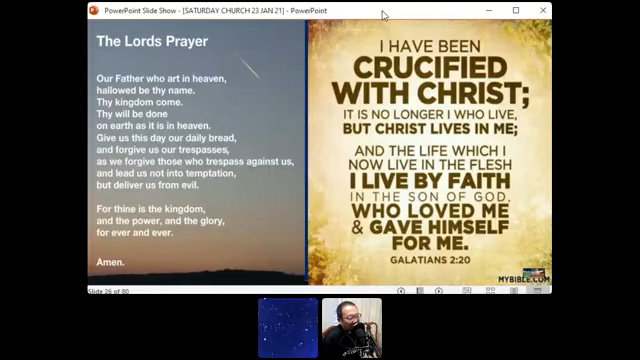 PowerPoint Slide Show - [SATURDAY CHURCH 23 JAN 21] - PowerPoint
The Lords Prayer
Our Father who art in heaven,
hallowed be thy name.
Thy kingdom come.
Thy will be done
on earth as it is in heaven.
Give us this day our daily bread,
and forgive us our trespasses,
as we forgive those who trespass against us,
and lead us not into temptation,
but deliver us from evil.
For thine is the kingdom,
and the power, and the glory,
for ever and ever.
Amen.
I HAVE BEEN
CRUCIFIED
WITH CHRIST;
IT IS NO LONGER I WHO LIVE,
BUT CHRIST LIVES IN ME;
AND THE LIFE WHICH I
NOW LIVE IN THE FLESH
I LIVE BY FAITH
IN THE SON OF GOD,
WHO LOVED ME
& GAVE HIMSELF
FOR ME.
GALATIANS 2:20
MYBIBLE.COM
Slide 26 of 80